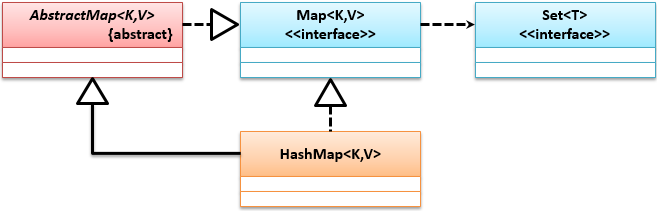 AbstractMap<K,V>
{abstract}
Map<K,V>
<<interface>>
Set<T>
<<interface>>
HashMap<K,V>